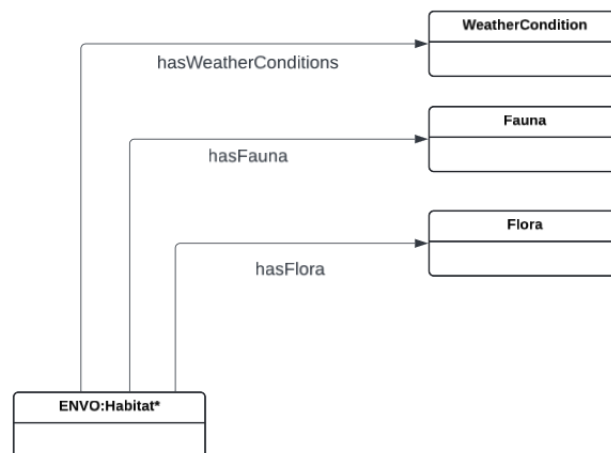 WeatherCondition
hasWeatherConditions
Fauna
hasFauna
Flora
hasFlora
ENVO:Habitat*